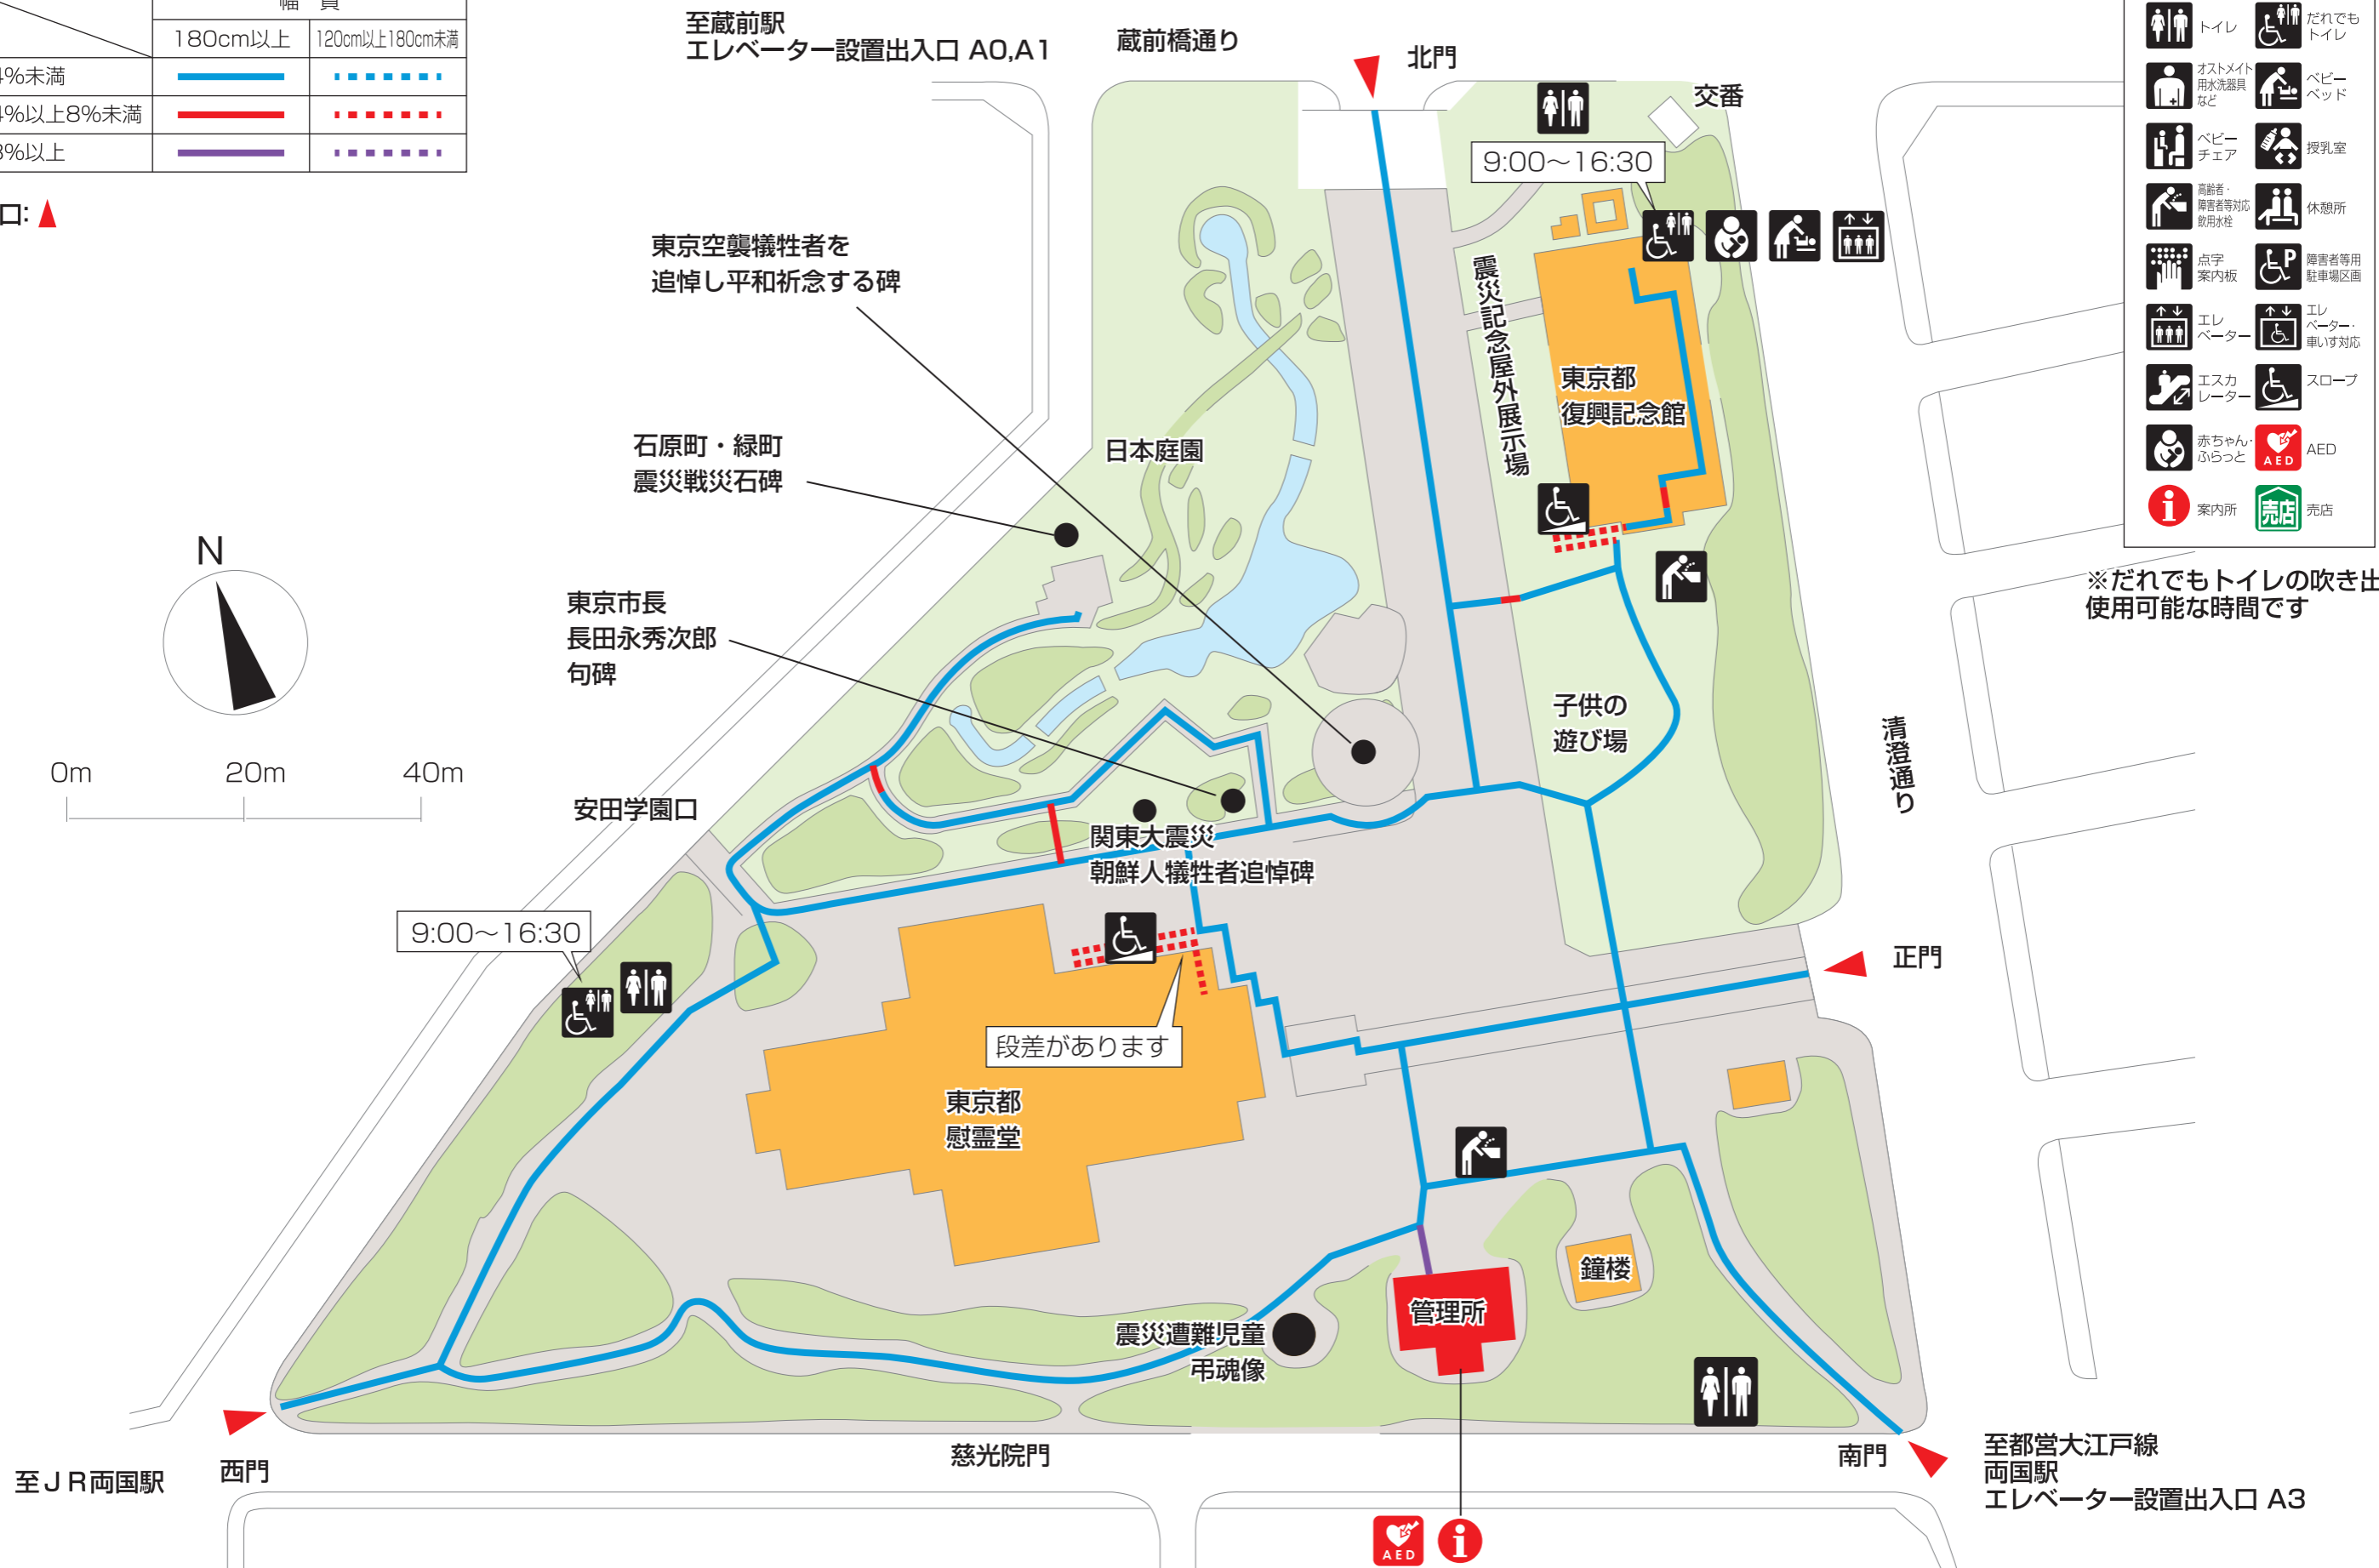 幅　員
180cm以上
120cm以上180cm未満
%未満
%以上8%未満
%以上
口:
至蔵前駅
エレベーター設置出入口 A0,A1
蔵前橋通り
北門
交番
9:00～16:30
東京空襲犠牲者を
追悼し平和祈念する碑
震災記念屋外展示場
東京都
復興記念館
石原町・緑町
震災戦災石碑
日本庭園
N
東京市長
長田永秀次郎
句碑
子供の
遊び場
清澄通り
0m
20m
40m
安田学園口
関東大震災
朝鮮人犠牲者追悼碑
9:00～16:30
正門
段差があります
東京都
慰霊堂
鐘楼
管理所
震災遭難児童
弔魂像
慈光院門
西門
至ＪＲ両国駅
南門
至都営大江戸線
両国駅
エレベーター設置出入口 A3
AED
トイレ
だれでも
トイレ
オストメイト
用水洗器具
など
ベビー
ベッド
ベビー
チェア
授乳室
高齢者・
障害者等対応
飲用水栓
休憩所
点字
案内板
P
障害者等用
駐車場区画
エレ
ベーター
エレ
ベーター・
車いす対応
エスカ
レーター
スロープ
赤ちゃん・
ふらっと
AED
AED
案内所
売店
売店
※だれでもトイレの吹き出
使用可能な時間です